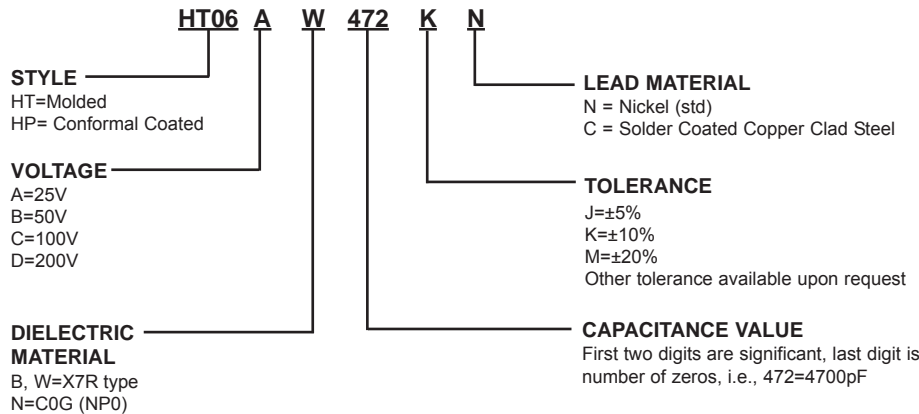 HT06 A W 472 K N
STYLE
HT=Molded
HP= Conformal Coated
VOLTAGE
A=25V
B=50V
C=100V
D=200V
DIELECTRIC
MATERIAL
B, W=X7R type
N=C0G (NP0)
LEAD MATERIAL
N = Nickel (std)
C = Solder Coated Copper Clad Steel
TOLERANCE
J=±5%
K=±10%
M=±20%
Other tolerance available upon request
CAPACITANCE VALUE
First two digits are significant, last digit is
number of zeros, i.e., 472=4700pF